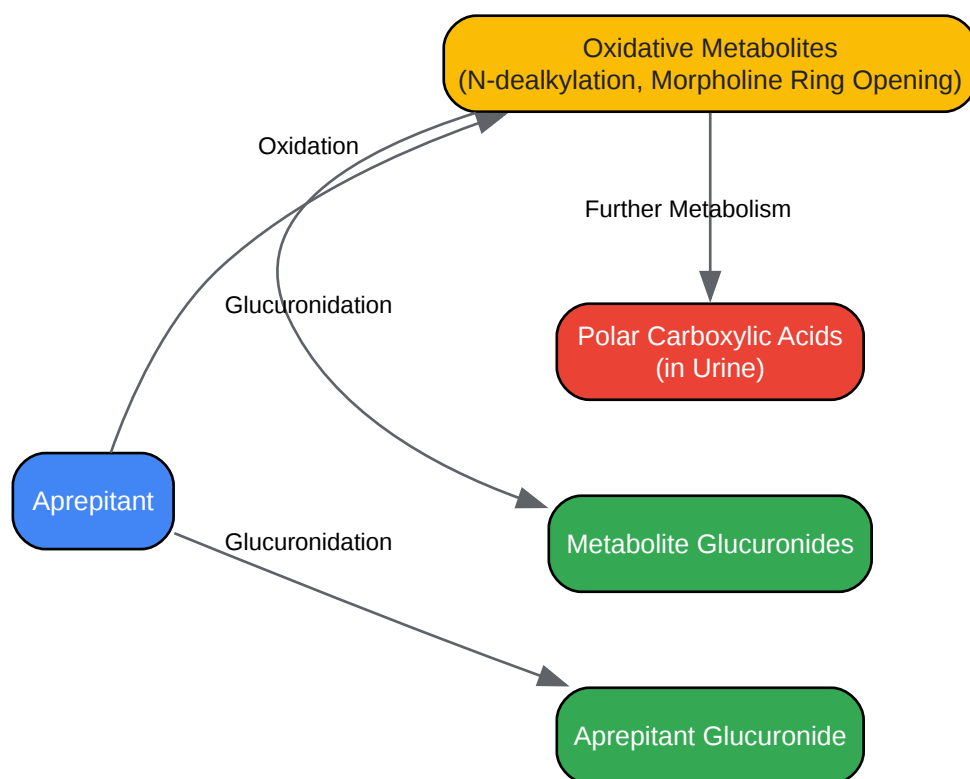 Oxidative Metabolites
(N-dealkylation, Morpholine Ring Opening)
Oxidation
Further Metabolism
Glucuronidation
Polar Carboxylic Acids
(in Urine)
Aprepitant
Glucuronidation
Metabolite Glucuronides
Aprepitant Glucuronide